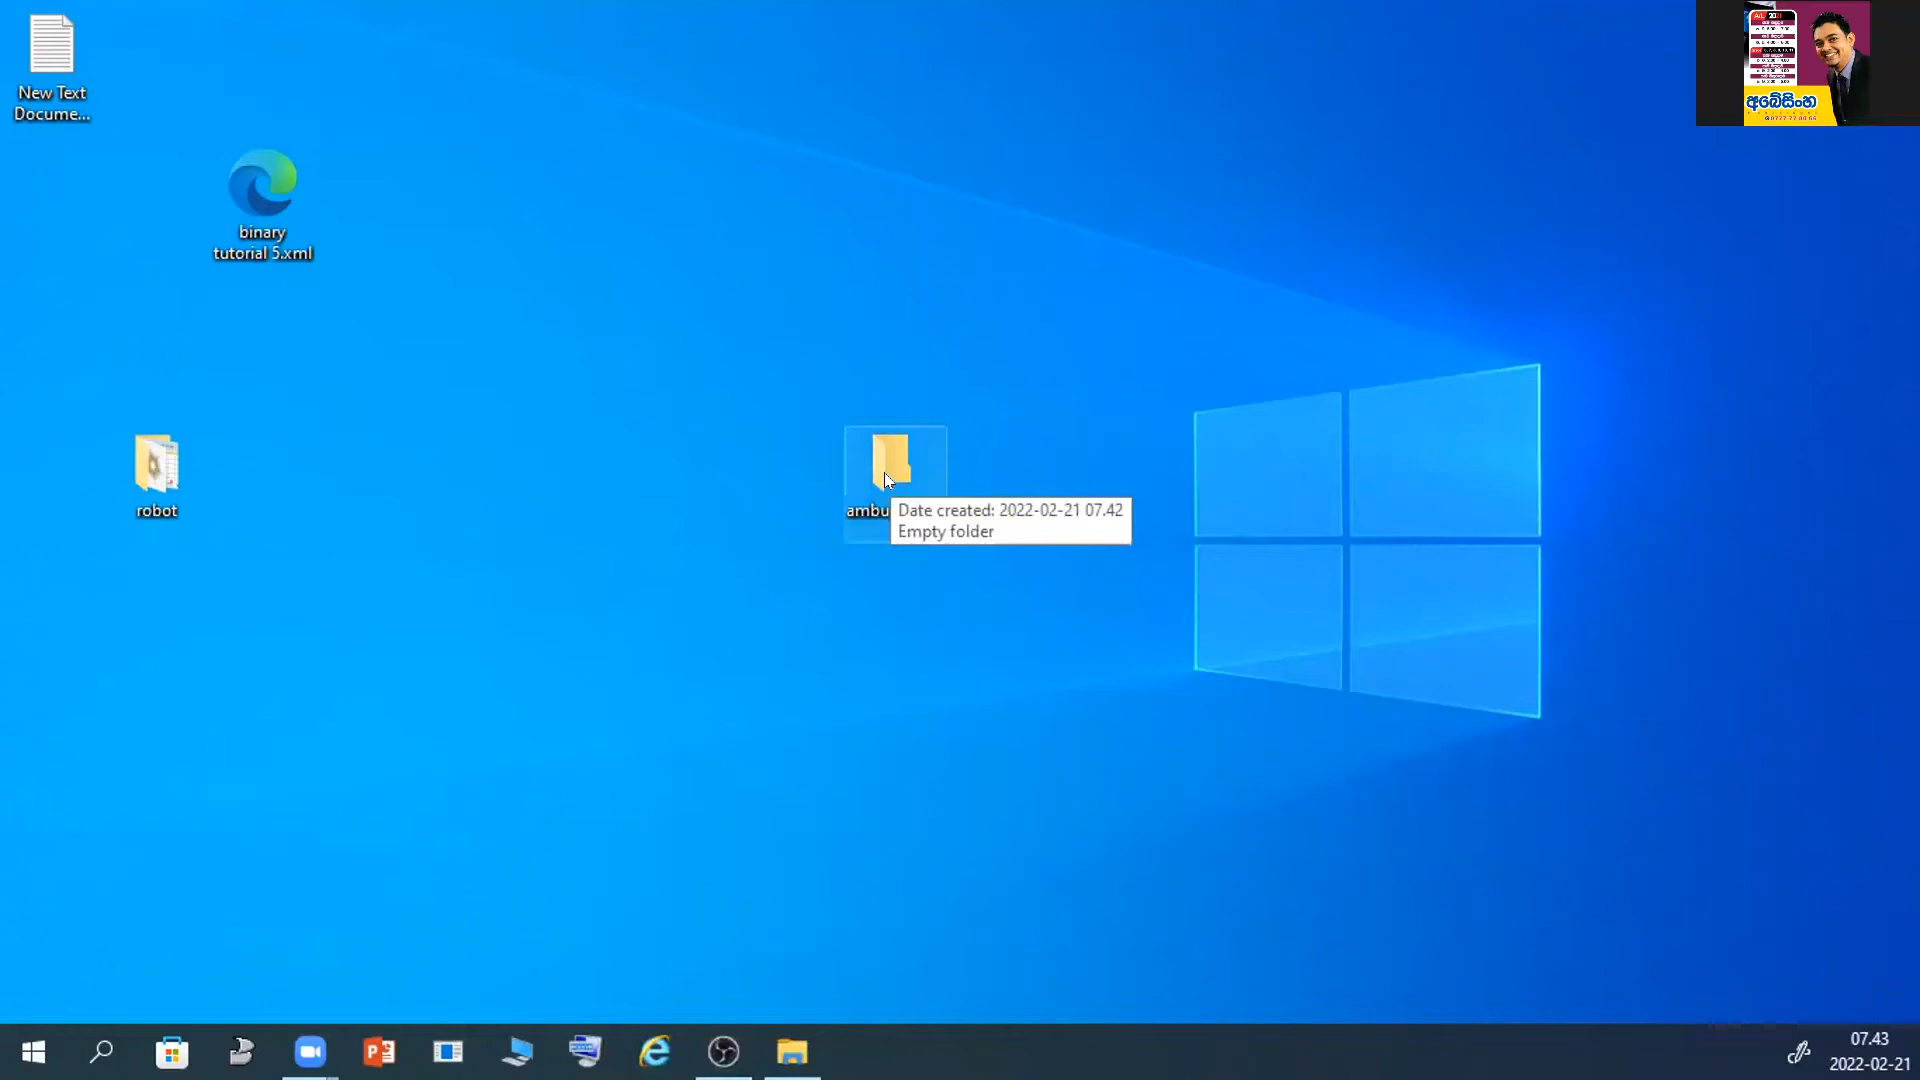 New Text
Docume...
A/L 20
අබේසිංහ
binary
tutorial 5.xml
robot
ambu
Date created: 2022-02-21 07.42
Empty folder
07.43
2022-02-21